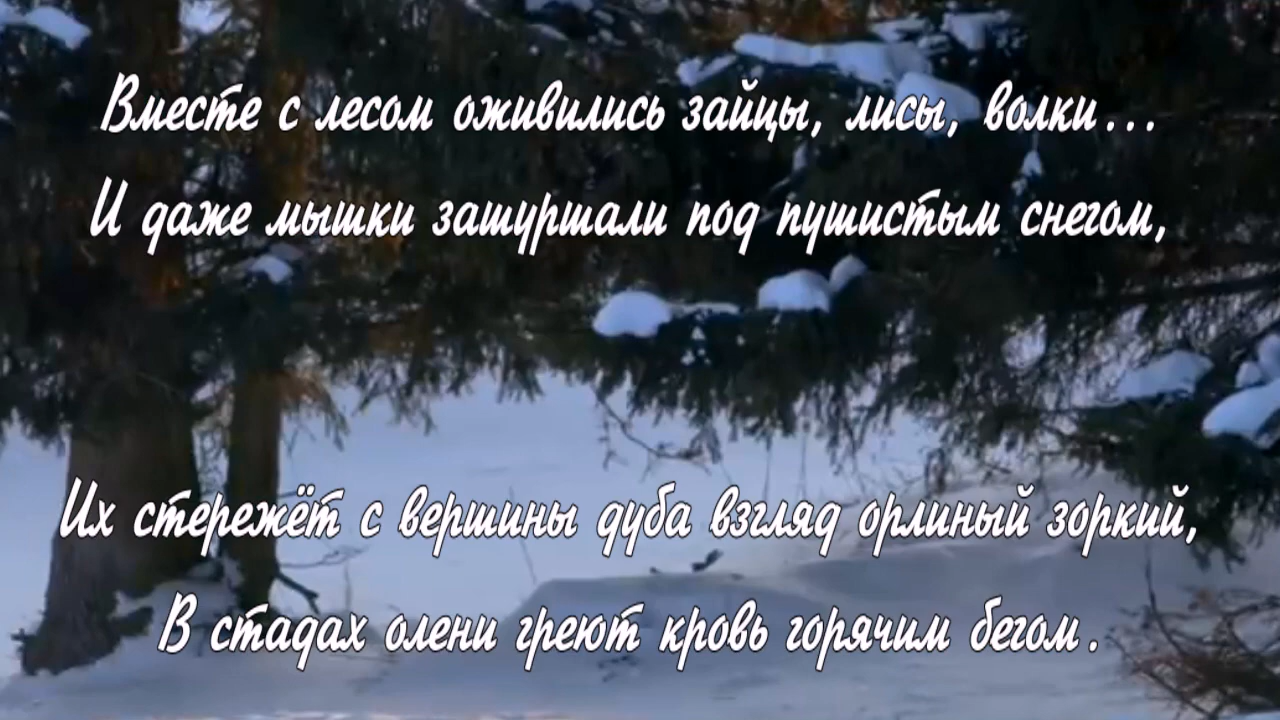 Вместе с лесом оживились зайцы, лисы, волки...
И даже мышки зашуршали под пушистым снегом,
Их стережёт с вершины дуба взгляд орлиный зоркий,
В стадах олени греют кровь горячим бегом.